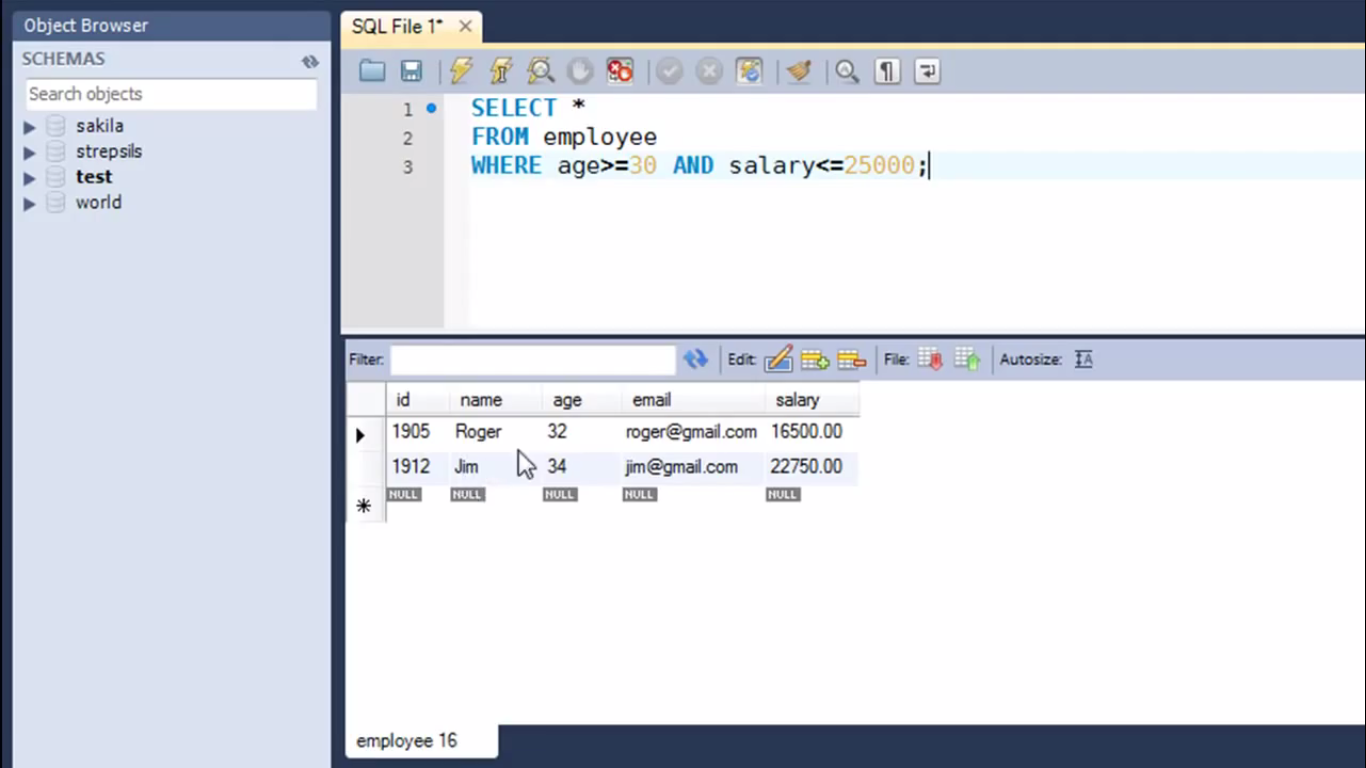 Object Browser
SCHEMAS
Search objects
sakila
strepsils
test
world
SQL File 1*
1 SELECT *
2 FROM employee
3 WHERE age>=30 AND salary<=25000;
Filter: Edit: File: Autosize:
id name age email salary
1905 Roger 32 roger@gmail.com 16500.00
1912 Jim 34 jim@gmail.com 22750.00
NULL NULL NULL NULL NULL
employee 16